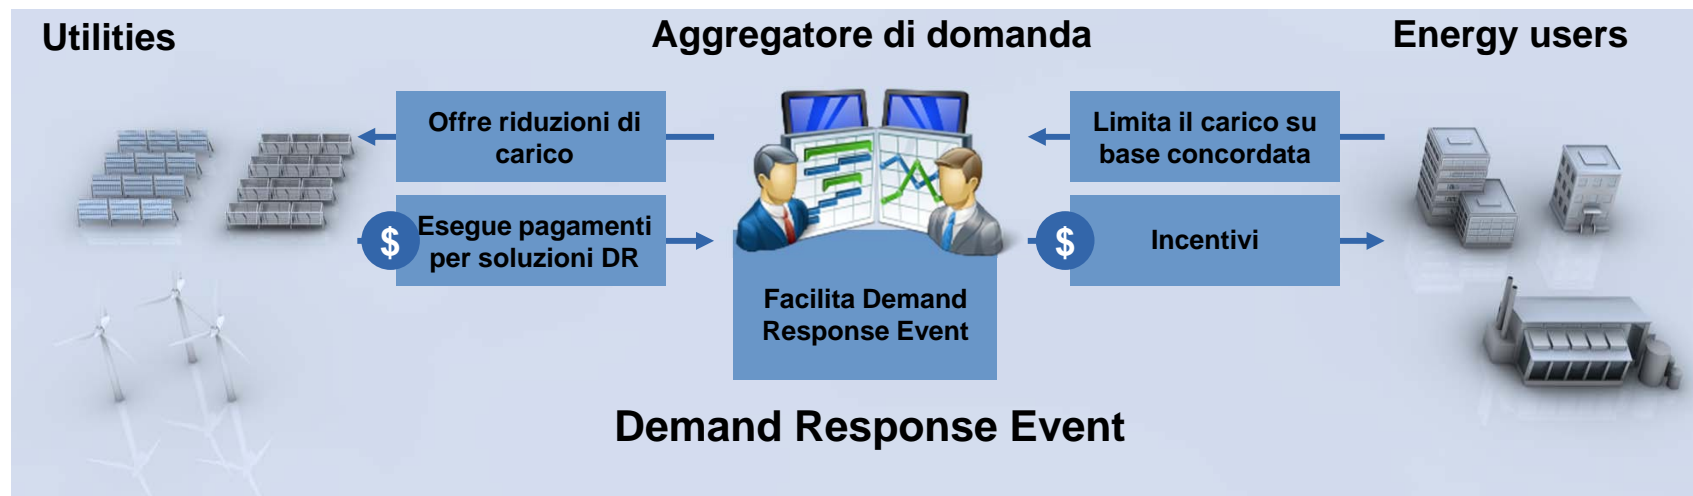 Utilities
Aggregatore di domanda
Energy users
Offre riduzioni di
carico
Limita il carico su
base concordata
$
Esegue pagamenti
per soluzioni DR
$
Incentivi
Facilita Demand
Response Event
Demand Response Event